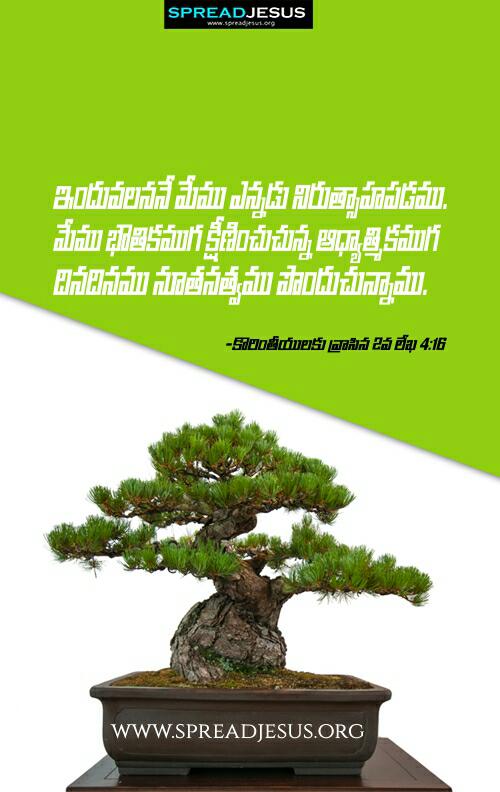 SPREADJESUS
www.spreadjesus.org
ఇందువలననే మేము ఎన్నడు నిరుత్సాహపడము.
మేము భౌతికముగ క్షీణించుచున్న ఆధ్యాత్మికముగ
దినదినము నూతనత్వము పొందుచున్నాము.
-కొరింతీయులకు వ్రాసిన 2వ లేఖ 4:16
WWW.SPREADJESUS.ORG